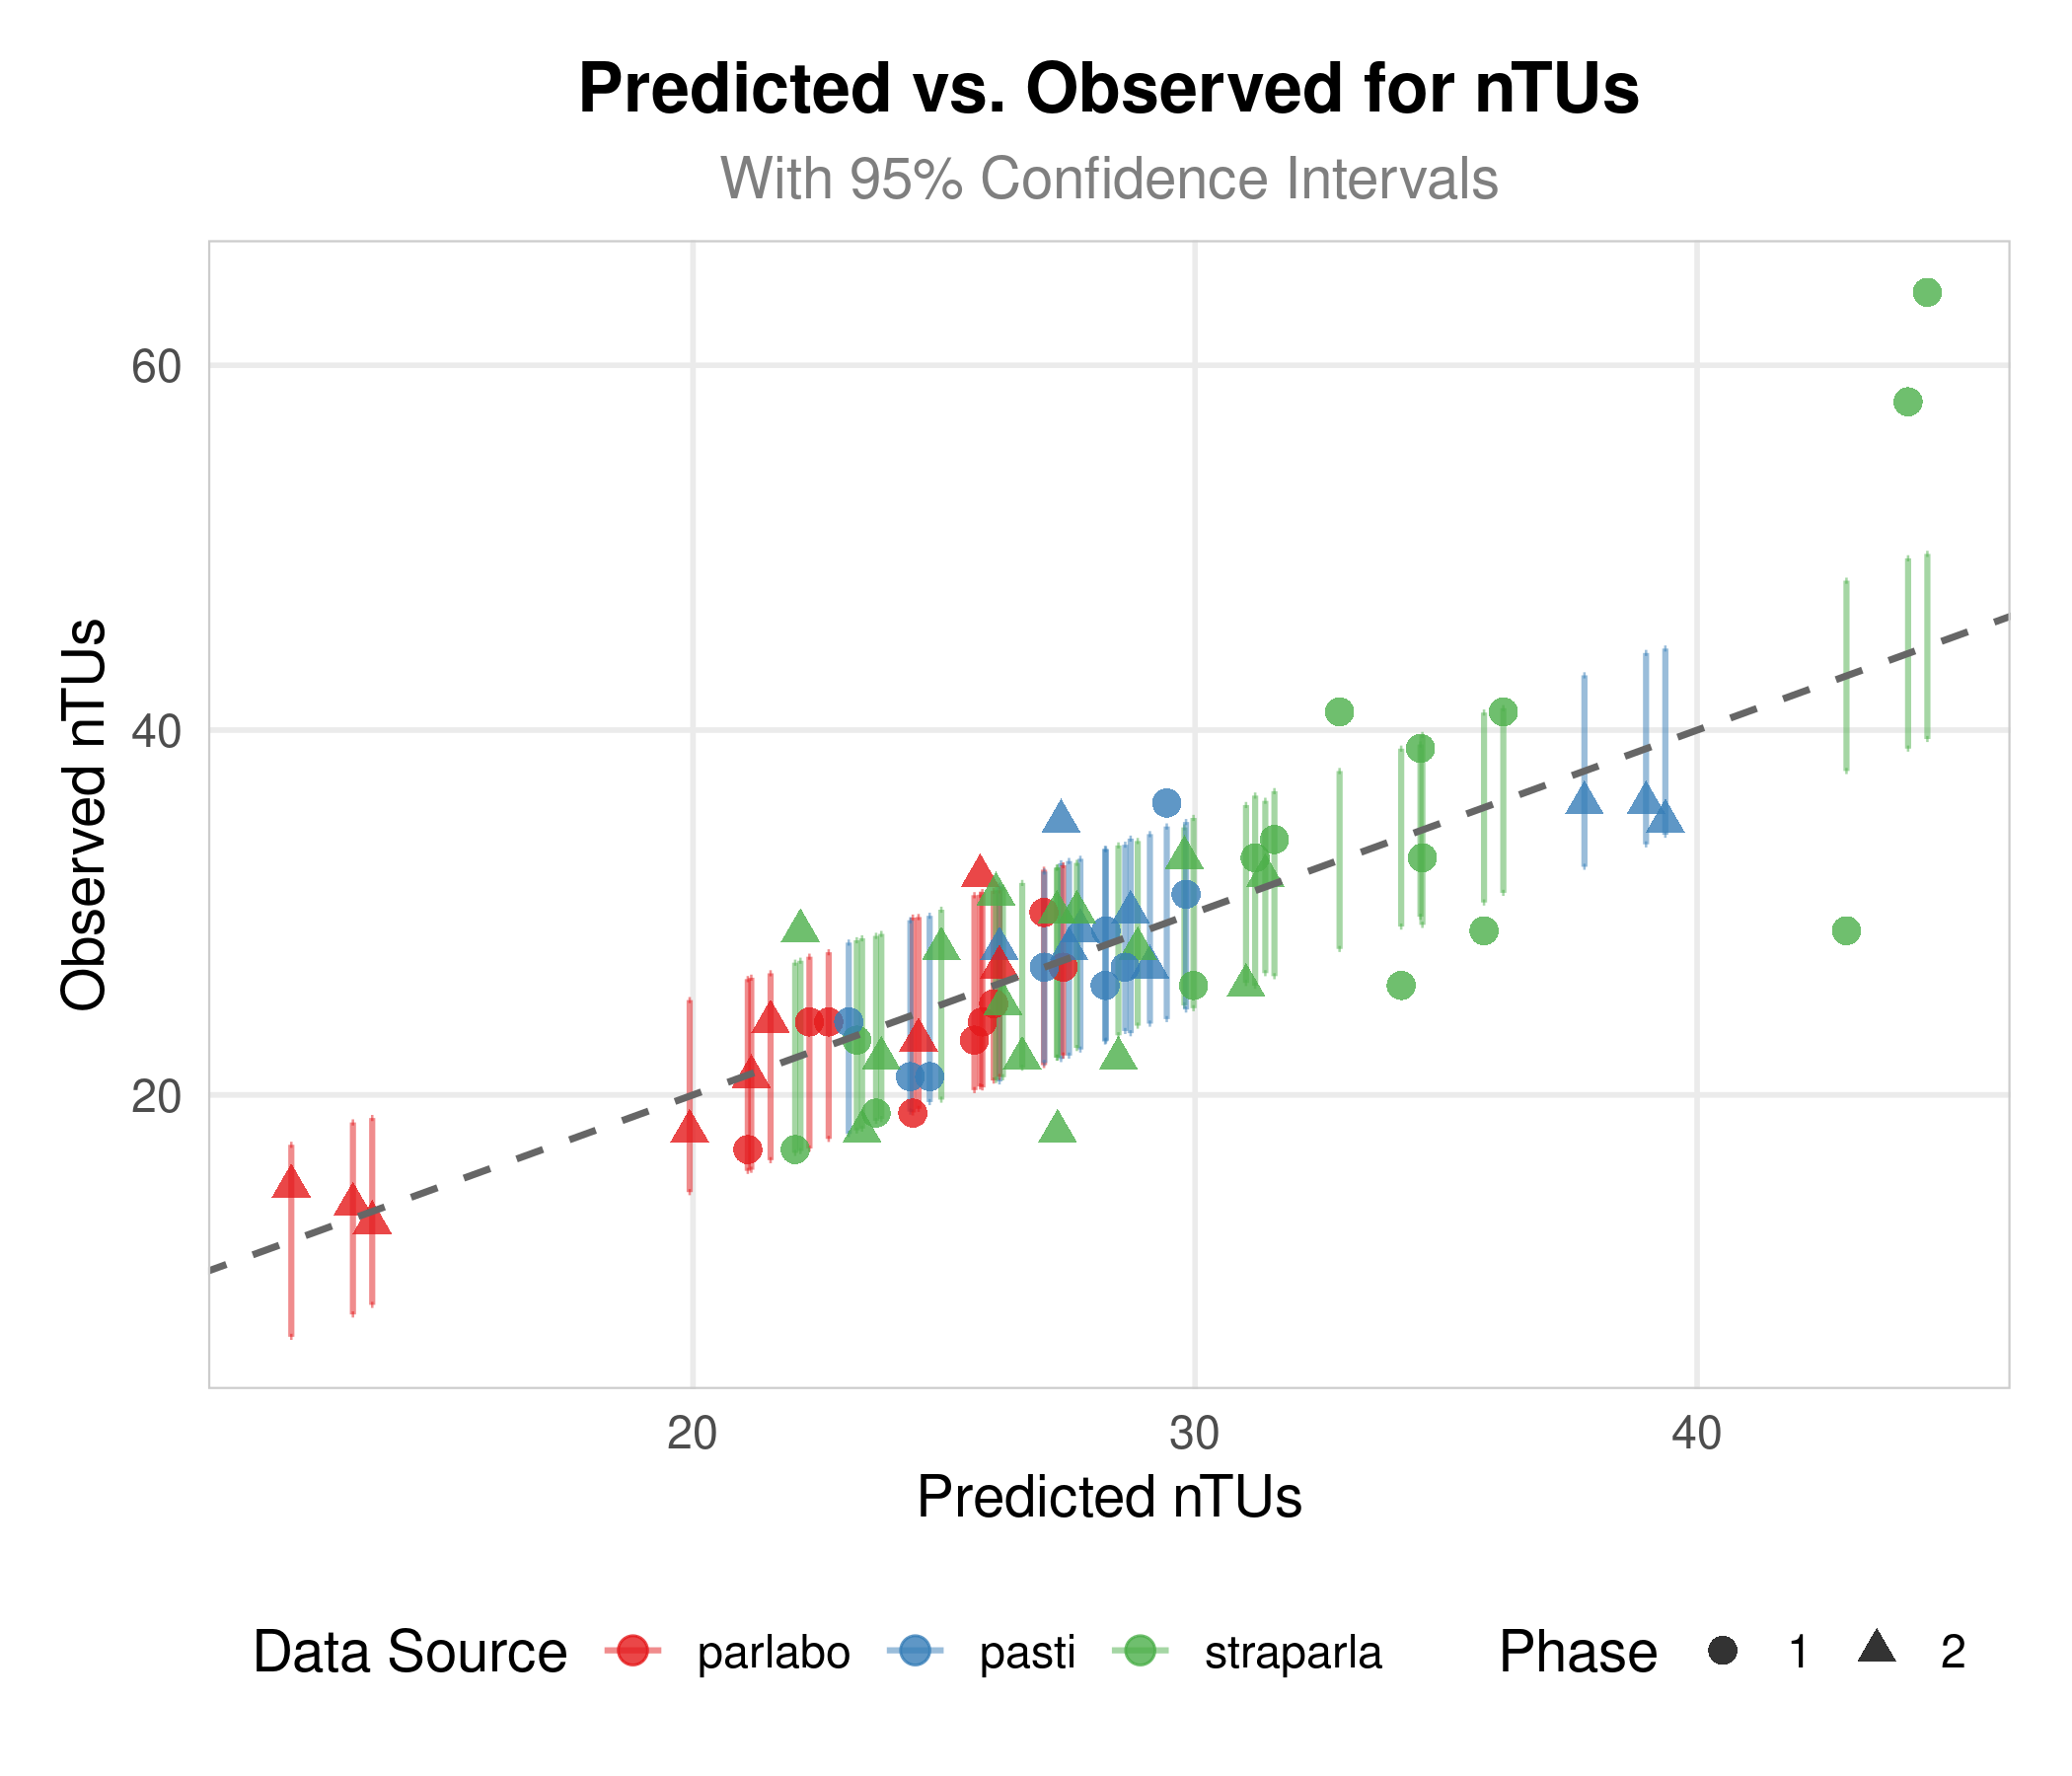 Predicted vs. Observed for nTUs
With 95% Confidence Intervals
Observed nTUs
60
40
20
20 30 40
Predicted nTUs
Data Source parlabo pasti straparla Phase 1 2